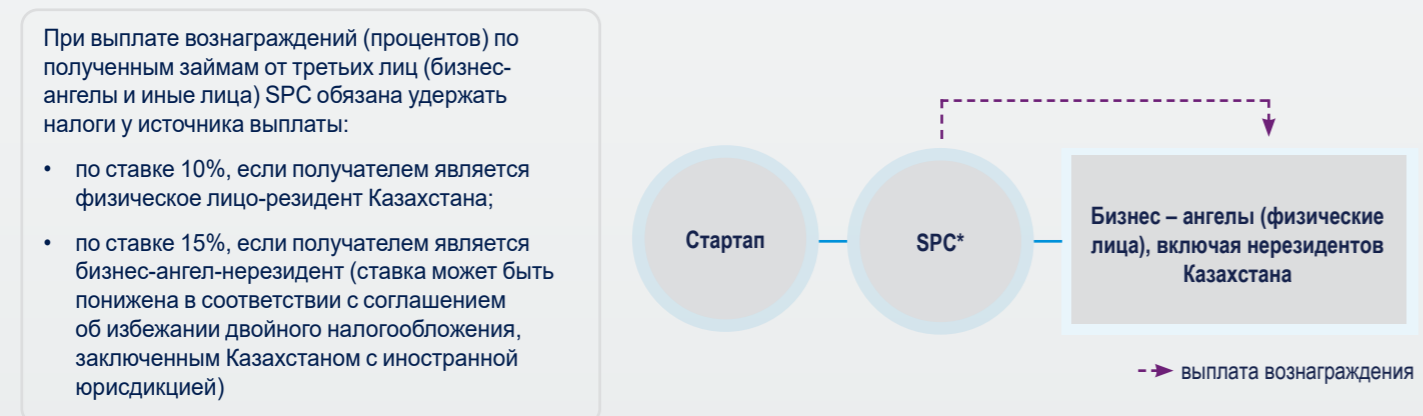 При выплате вознаграждений (процентов) по
полученным займам от третьих лиц (бизнес-
ангелы и иные лица) SPC обязана удержать
налоги у источника выплаты:
• по ставке 10%, если получателем является
физическое лицо-резидент Казахстана;
• по ставке 15%, если получателем является
бизнес-ангел-нерезидент (ставка может быть
понижена в соответствии с соглашением
об избежании двойного налогообложения,
заключенным Казахстаном с иностранной
юрисдикцией)
Стартап
SPC*
Бизнес – ангелы (физические
лица), включая нерезидентов
Казахстана
выплата вознаграждения